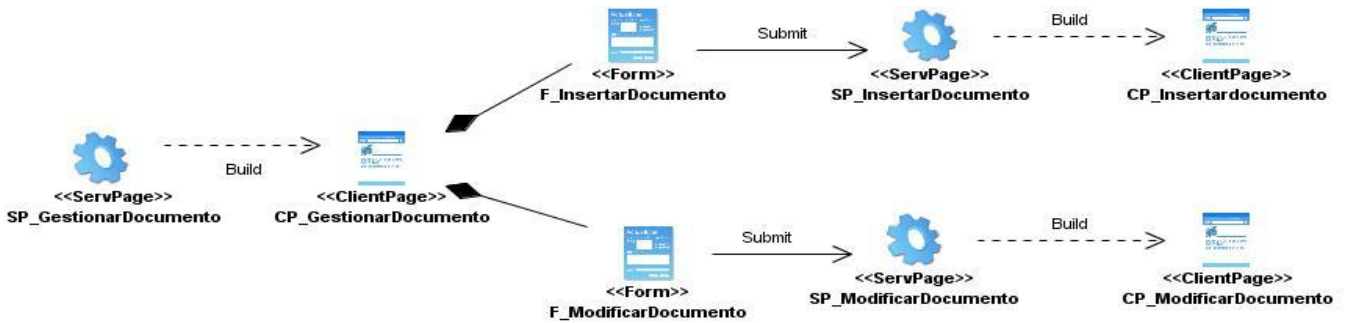 Submit
Build
<<Form>>
F_InsertarDocumento
<<ServPage>>
SP_InsertarDocumento
<<ClientPage>>
CP_Insertardocumento
Build
<<ServPage>>
SP_GestionarDocumento
<<ClientPage>>
CP_GestionarDocumento
Submit
Build
<<Form>>
F_ModificarDocumento
<<ServPage>>
SP_ModificarDocumento
<<ClientPage>>
CP_ModificarDocumento